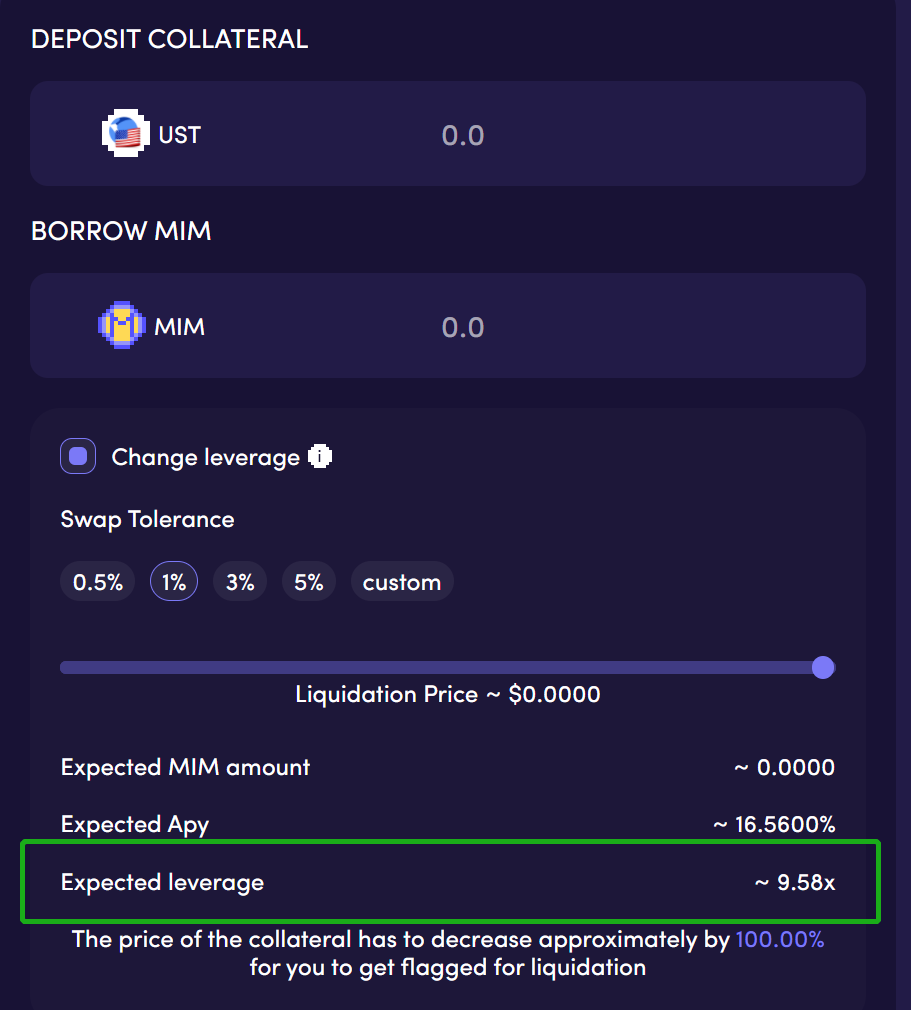 DEPOSIT COLLATERAL
UST 0.0
BORROW MIM
MIM 0.0
Change leverage i
Swap Tolerance
0.5% 1% 3% 5% custom
Liquidation Price ~ $0.0000
Expected MIM amount ~ 0.0000
Expected Apy ~ 16.5600%
Expected leverage ~ 9.58x
The price of the collateral has to decrease approximately by 100.00%
for you to get flagged for liquidation